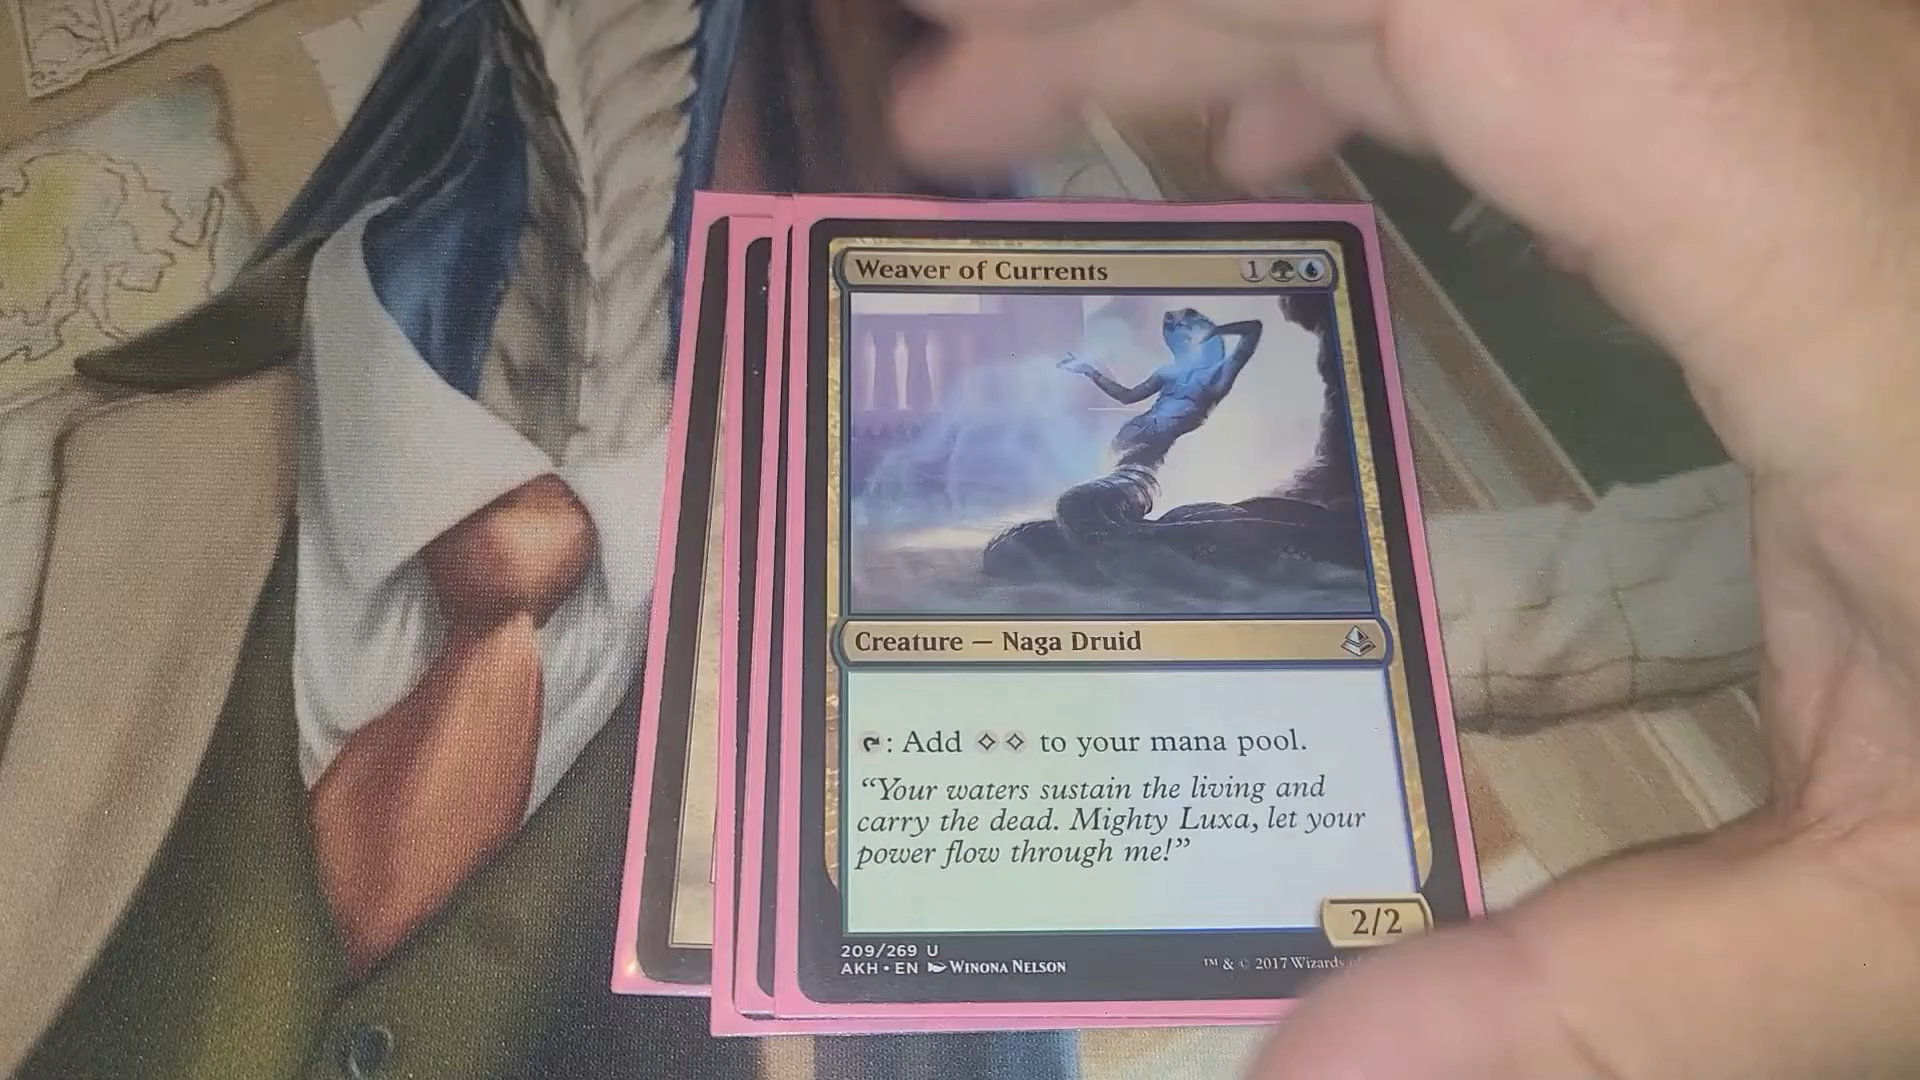 Weaver of Currents 1
Creature — Naga Druid
: Add to your mana pool.
“Your waters sustain the living and
carry the dead. Mighty Luxa, let your
power flow through me!”
2/2
209/269 U
AKH • EN Winona Nelson
™ & © 2017 Wizards